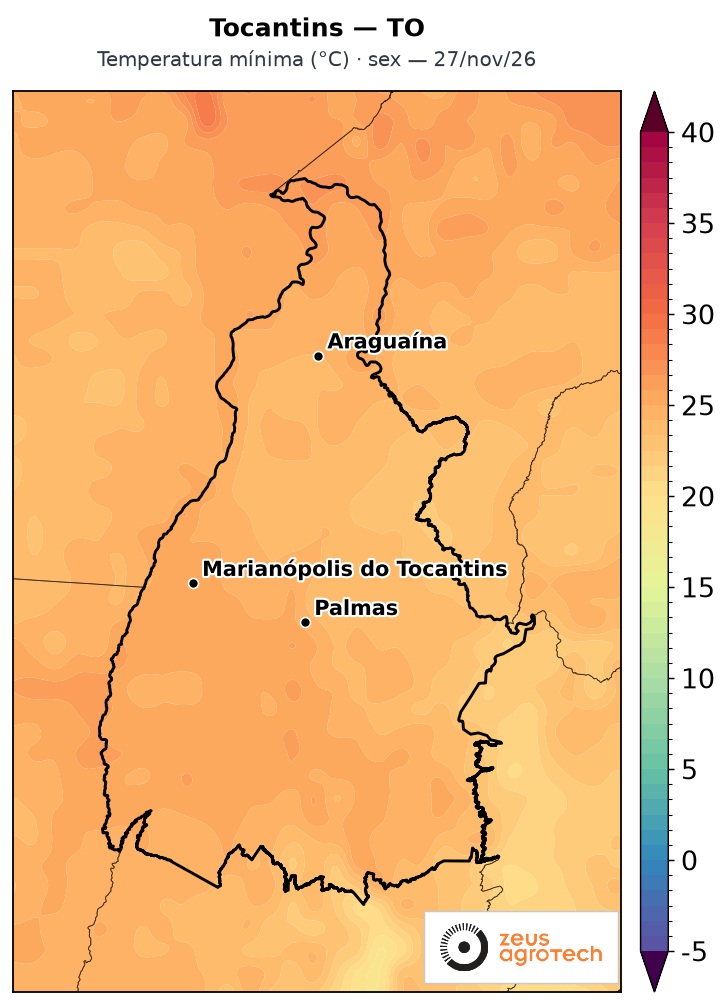 Tocantins — TO
Temperatura mínima (°C) · sex — 27/nov/26
Araguaína
Marianópolis do Tocantins
Palmas
40
35
30
25
20
15
10
5
0
-5
zeus
agrotech